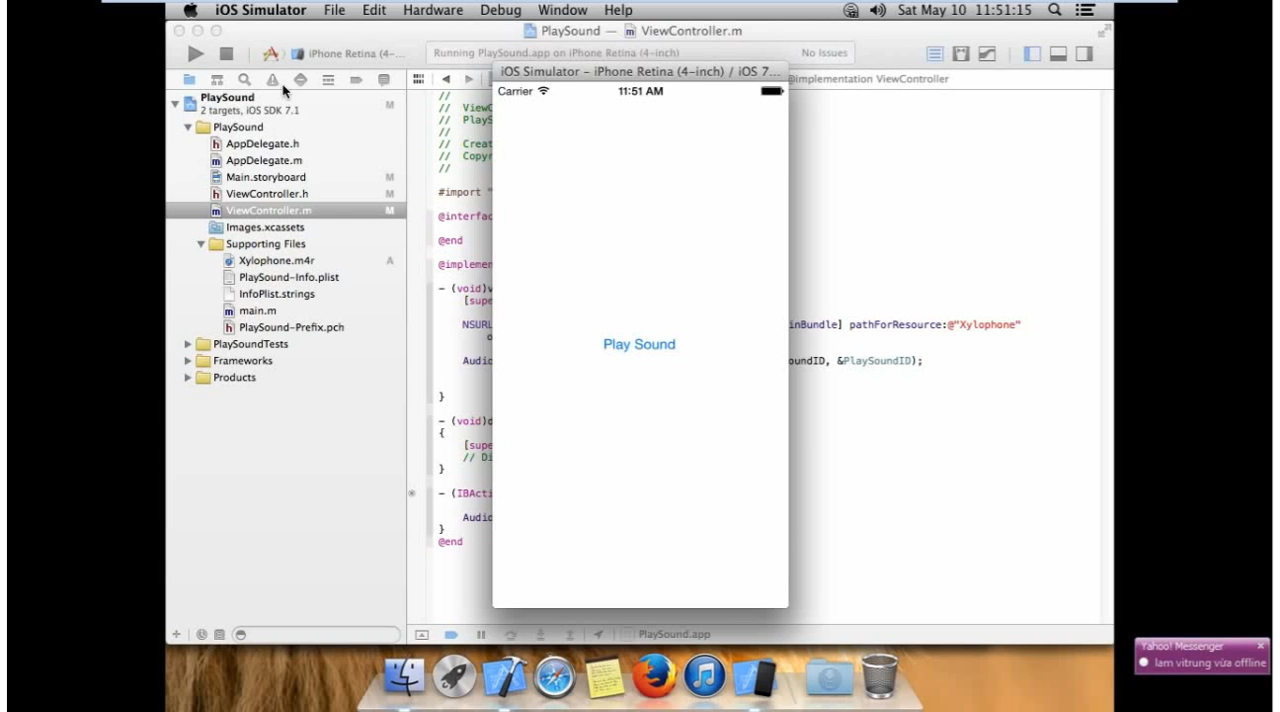 iOS Simulator File Edit Hardware Debug Window Help Sat May 10 11:51:15
PlaySound — ViewController.m
iPhone Retina (4-... Running PlaySound.app on iPhone Retina (4-inch) No Issues
iOS Simulator – iPhone Retina (4-inch) / iOS 7...
@implementation ViewController
Carrier 11:51 AM
PlaySound M
2 targets, iOS SDK 7.1
PlaySound
AppDelegate.h
AppDelegate.m
Main.storyboard M
ViewController.h M
ViewController.m M
Images.xcassets
Supporting Files
Xylophone.m4r A
PlaySound-Info.plist
InfoPlist.strings
main.m
PlaySound-Prefix.pch
PlaySoundTests
Frameworks
Products
//
// ViewC
// PlayS
//
// Creat
// Copyr
//
#import "
@interfac
@end
@implemen
- (void)v
[supe
NSURL inBundle] pathForResource:@"Xylophone"
o
Audio oundID, &PlaySoundID);
}
- (void)d
{
[supe
// Di
}
- (IBActi
Audio
}
@end
Play Sound
PlaySound.app
Yahoo! Messenger
lam vitrung vừa offline